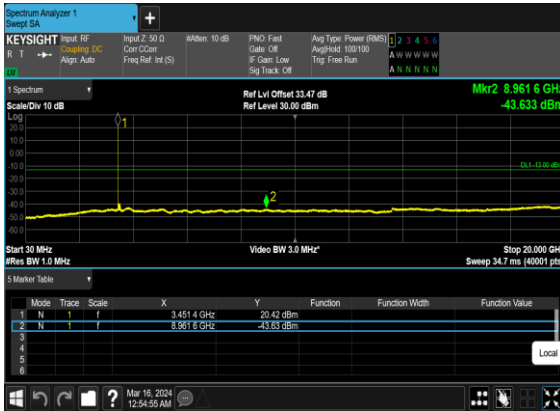 Spectrum Analyzer 1
Swept SA
+
KEYSIGHT
R T
LXI
Input: RF
Coupling: DC
Align: Auto
Input Z: 50 Ω
Corr CCorr
Freq Ref: Int (S)
#Atten: 10 dB
PNO: Fast
Gate: Off
IF Gain: Low
Sig Track: Off
Avg Type: Power (RMS)
Avg|Hold: 100/100
Trig: Free Run
1 2 3 4 5 6
A W W W W W
A N N N N N
1 Spectrum
Scale/Div 10 dB
Ref Lvl Offset 33.47 dB
Ref Level 30.00 dBm
Mkr2 8.961 6 GHz
-43.633 dBm
Log
20.0
10.0
0.00
-10.0
-20.0
-30.0
-40.0
-50.0
-60.0
1
2
DL1 -13.00 dBm
Start 30 MHz
#Res BW 1.0 MHz
Video BW 3.0 MHz*
Stop 20.000 GHz
Sweep 34.7 ms (40001 pts)
5 Marker Table
Mode Trace Scale X Y Function Function Width Function Value
1 N 1 f 3.451 4 GHz 20.42 dBm
2 N 1 f 8.961 6 GHz -43.63 dBm
3
4
5
6
Local
?
Mar 16, 2024
12:54:55 AM